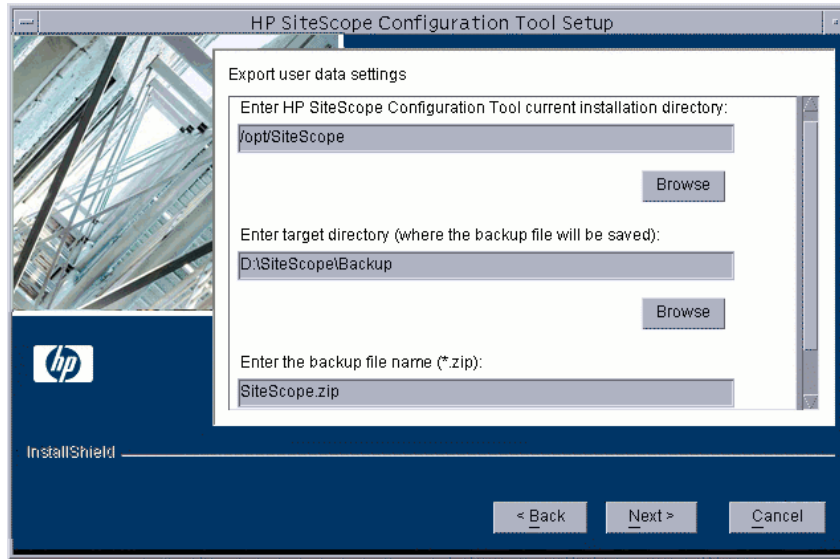 HP SiteScope Configuration Tool Setup
Export user data settings
Enter HP SiteScope Configuration Tool current installation directory:
/opt/SiteScope
Browse
Enter target directory (where the backup file will be saved):
D:\SiteScope\Backup
Browse
hp
Enter the backup file name (*.zip):
SiteScope.zip
InstallShield
< Back
Next >
Cancel